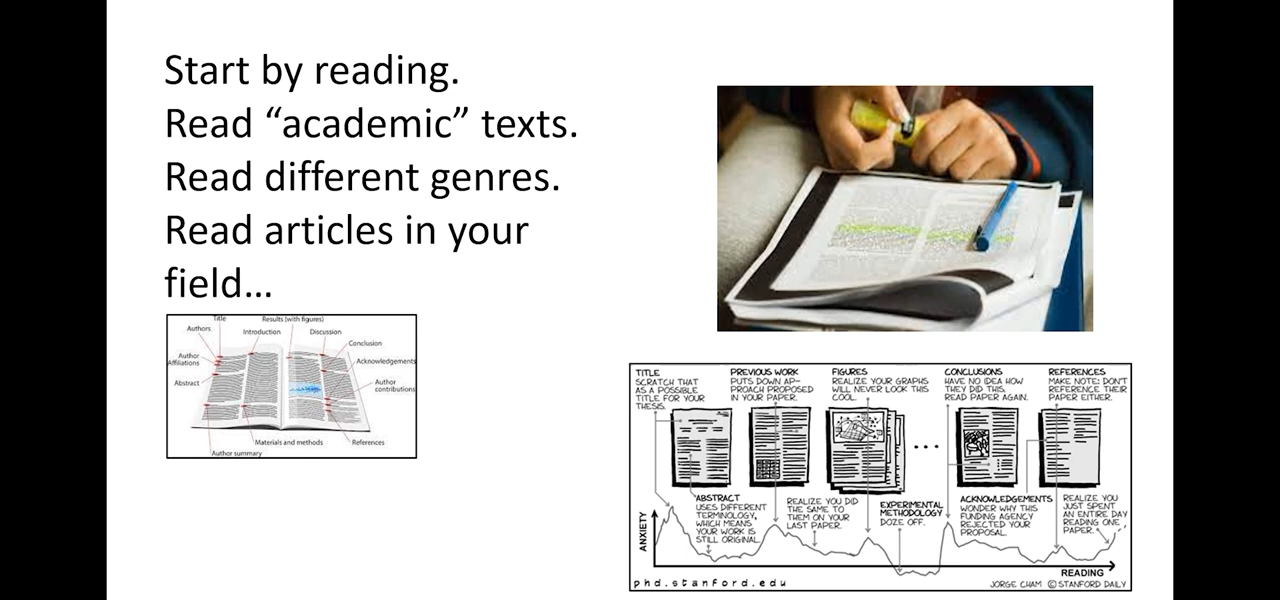 Start by reading.
Read “academic” texts.
Read different genres.
Read articles in your
field...
Title
Results (with figures)
Authors
Introduction
Discussion
Conclusion
Author
Affiliations
Acknowledgements
Abstract
Author
contributions
Materials and methods
References
Author summary
TITLE
SCRATCH THAT
AS A POSSIBLE
TITLE FOR YOUR
THESIS.
PREVIOUS WORK
PUTS DOWN AP-
PROACH PROPOSED
IN YOUR PAPER.
FIGURES
REALIZE YOUR GRAPHS
WILL NEVER LOOK THIS
COOL.
CONCLUSIONS
HAVE NO IDEA HOW
THEY DID THIS.
READ PAPER AGAIN.
REFERENCES
MAKE NOTE: DON'T
REFERENCE THEIR
PAPER EITHER.
ABSTRACT
USES DIFFERENT
TERMINOLOGY,
WHICH MEANS
YOUR WORK IS
STILL ORIGINAL.
REALIZE YOU DID
THE SAME TO
THEM ON YOUR
LAST PAPER.
EXPERIMENTAL
METHODOLOGY
DOZE OFF.
ACKNOWLEDGEMENTS
WONDER WHY THIS
FUNDING AGENCY
REJECTED YOUR
PROPOSAL.
REALIZE YOU
JUST SPENT
AN ENTIRE DAY
READING ONE
PAPER.
ANXIETY
READING
phd.stanford.edu
JORGE CHAM © STANFORD DAILY